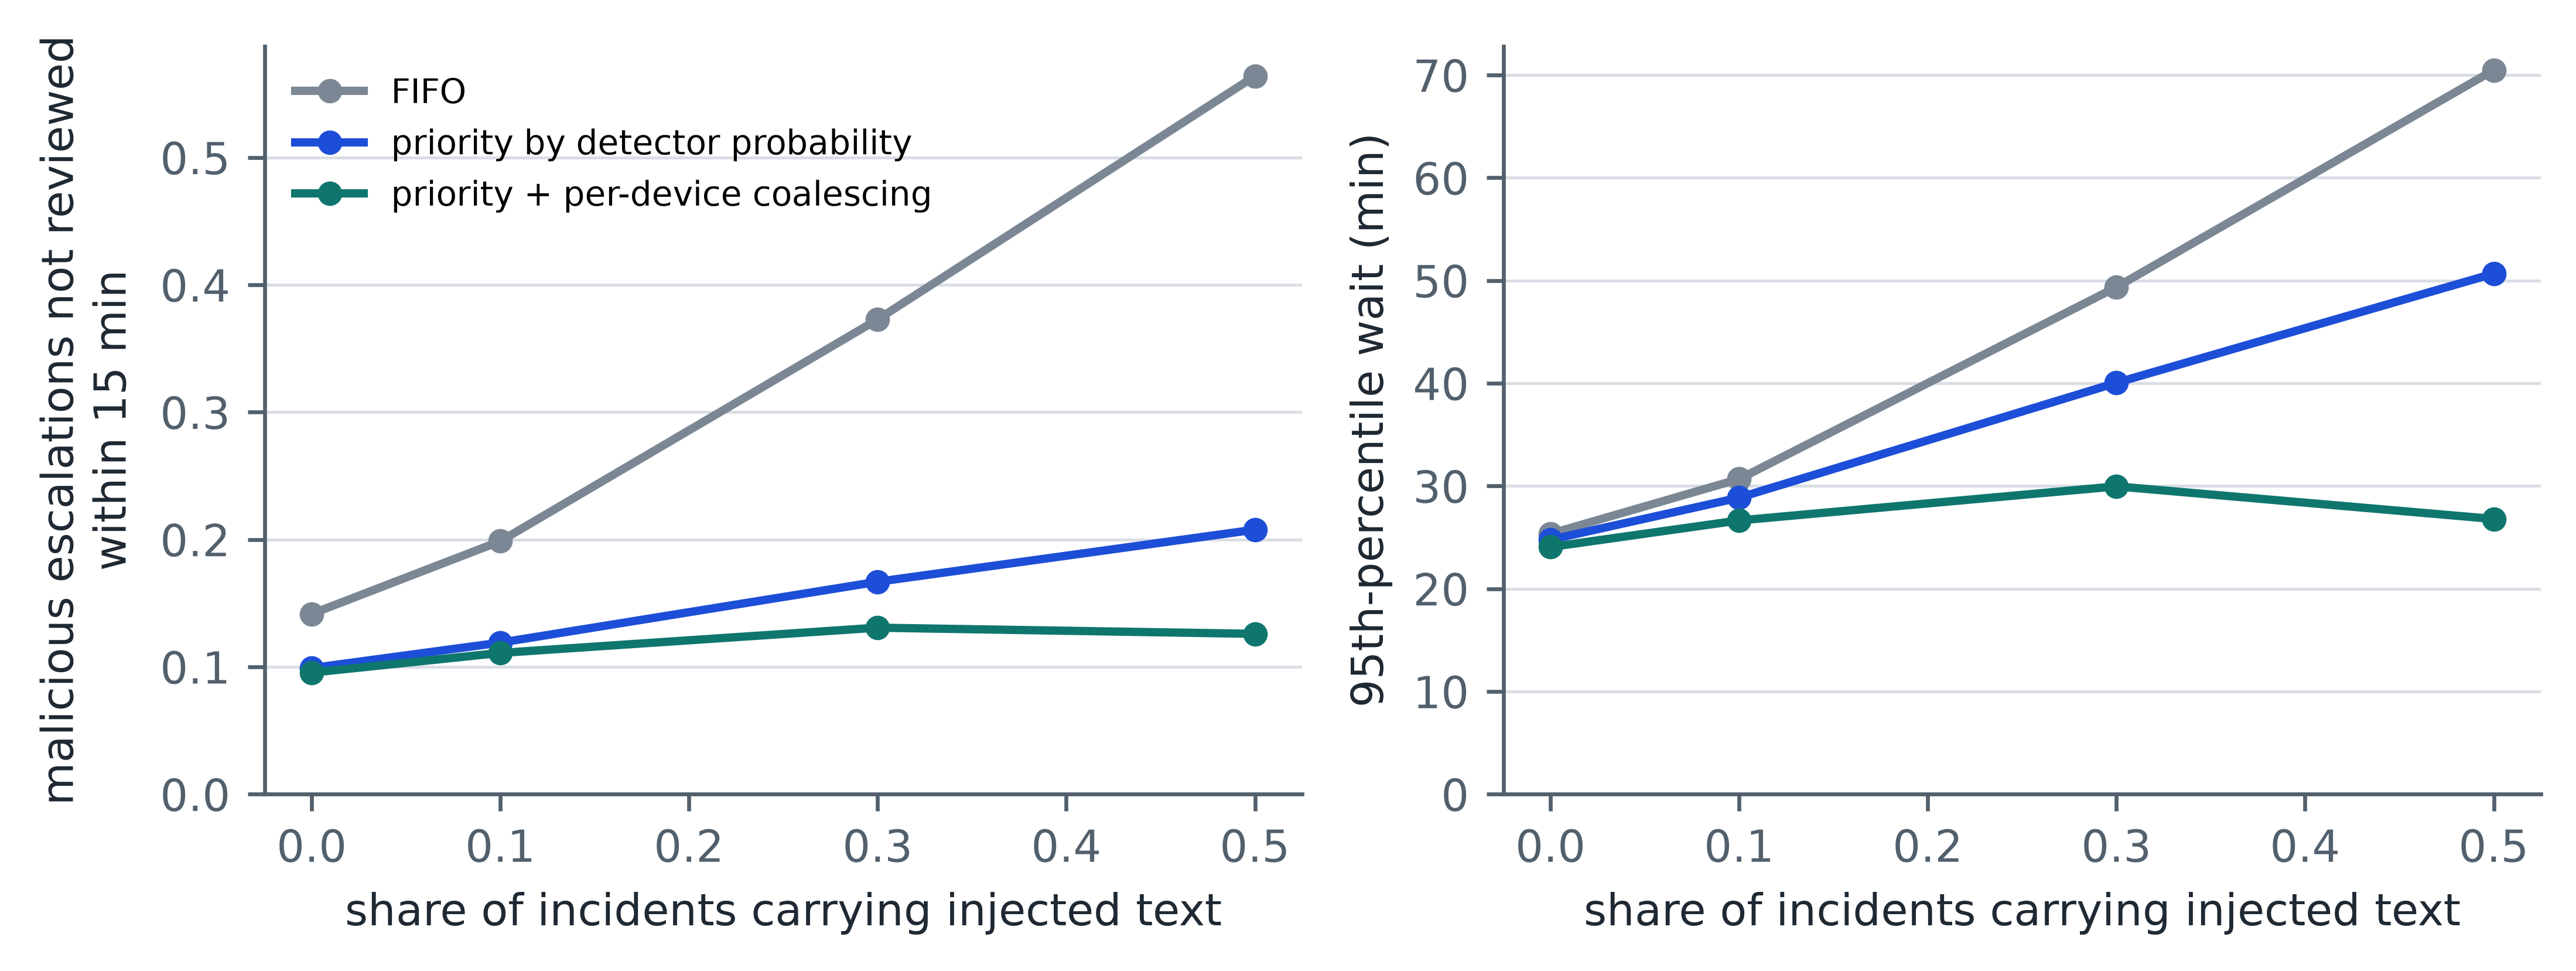 malicious escalations not reviewed
within 15 min
0.5
0.4
0.3
0.2
0.1
0.0
FIFO
priority by detector probability
priority + per-device coalescing
0.0 0.1 0.2 0.3 0.4 0.5
share of incidents carrying injected text
95th-percentile wait (min)
70
60
50
40
30
20
10
0
0.0 0.1 0.2 0.3 0.4 0.5
share of incidents carrying injected text